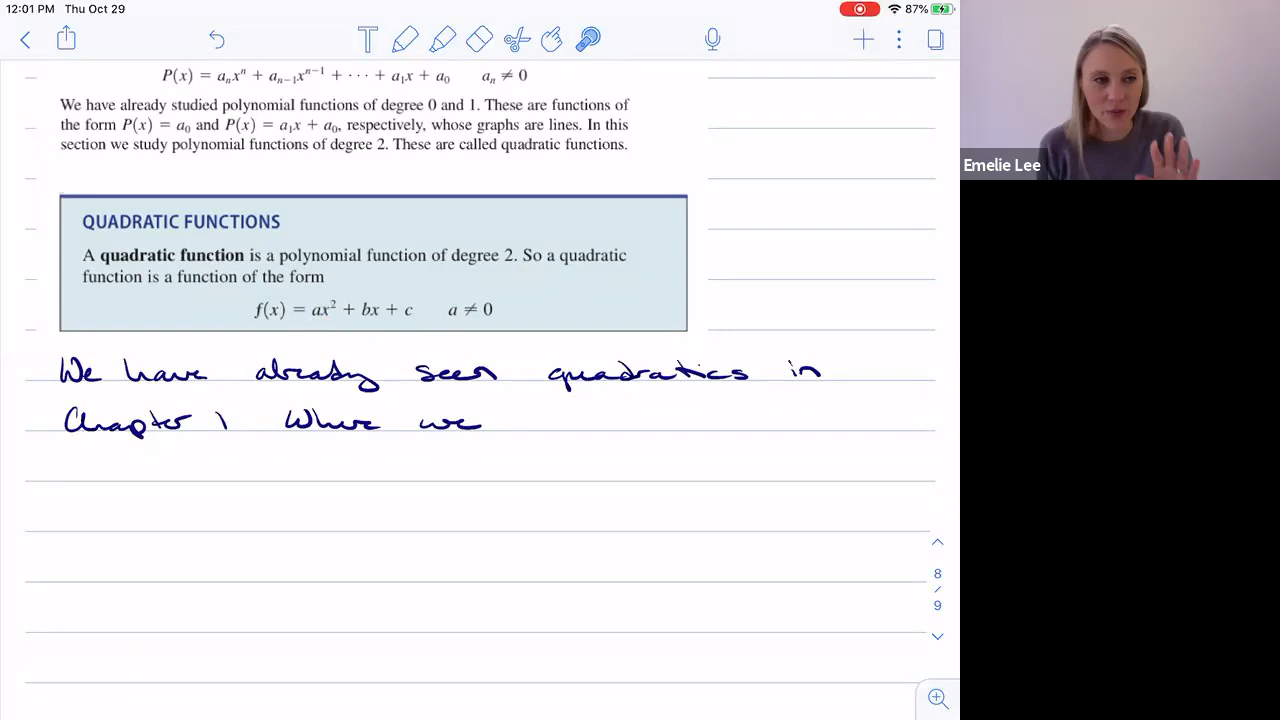 12:01 PM Thu Oct 29
87%
P(x) = aₙxⁿ + aₙ₋₁xⁿ⁻¹ + ··· + a₁x + a₀ aₙ ≠ 0
We have already studied polynomial functions of degree 0 and 1. These are functions of
the form P(x) = a₀ and P(x) = a₁x + a₀, respectively, whose graphs are lines. In this
section we study polynomial functions of degree 2. These are called quadratic functions.
Emelie Lee
QUADRATIC FUNCTIONS
A quadratic function is a polynomial function of degree 2. So a quadratic
function is a function of the form
f(x) = ax² + bx + c a ≠ 0
We have already seen quadratics in
Chapter 1 Where we
8
/
9